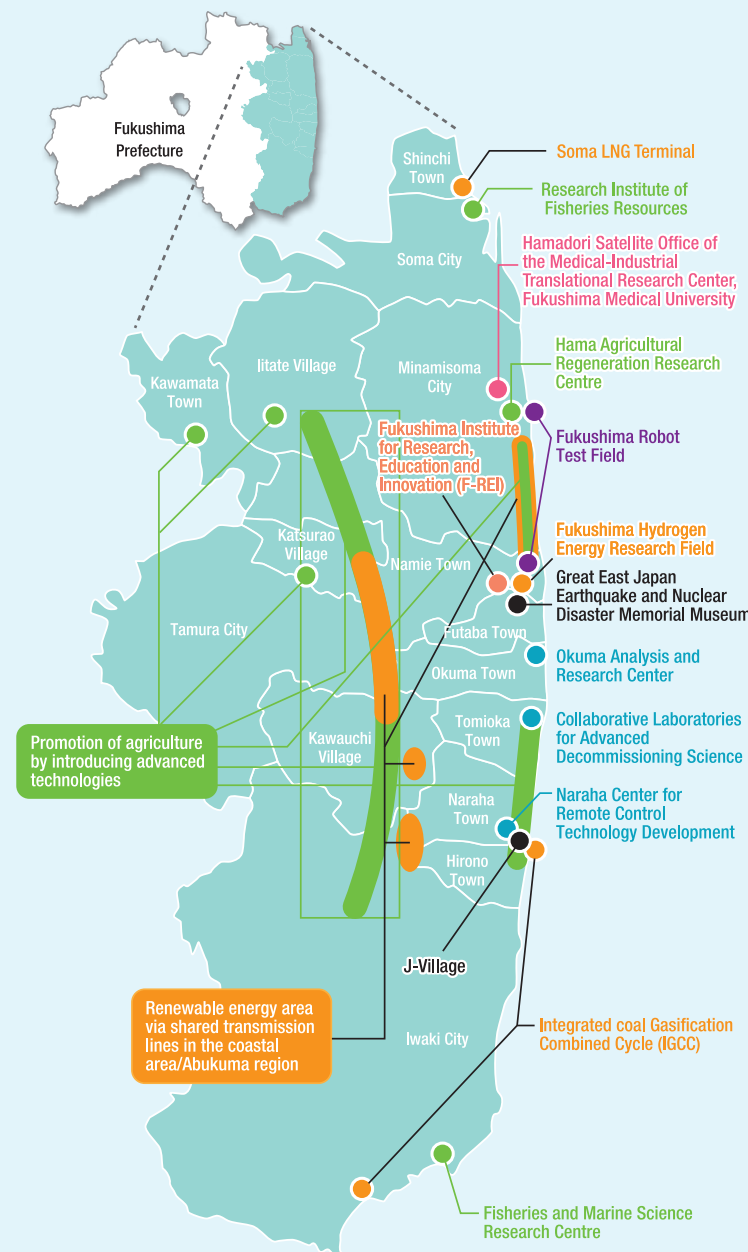 Fukushima
Prefecture
Shinchi
Town
Soma LNG Terminal
Research Institute of
Fisheries Resources
Soma City
Hamadori Satellite Office of
the Medical-Industrial
Translational Research Center,
Fukushima Medical University
Hama Agricultural
Regeneration Research
Centre
Iitate Village
Minamisoma
City
Kawamata
Town
Fukushima Institute
for Research,
Education and
Innovation (F-REI)
Fukushima Robot
Test Field
Katsurao
Village
Namie Town
Fukushima Hydrogen
Energy Research Field
Great East Japan
Earthquake and Nuclear
Disaster Memorial Museum
Tamura City
Futaba Town
Okuma Town
Okuma Analysis and
Research Center
Tomioka
Town
Collaborative Laboratories
for Advanced
Decommissioning Science
Promotion of agriculture
by introducing advanced
technologies
Kawauchi
Village
Naraha
Town
Naraha Center for
Remote Control
Technology Development
Hirono
Town
J-Village
Renewable energy area
via shared transmission
lines in the coastal
area/Abukuma region
Iwaki City
Integrated coal Gasification
Combined Cycle (IGCC)
Fisheries and Marine Science
Research Centre